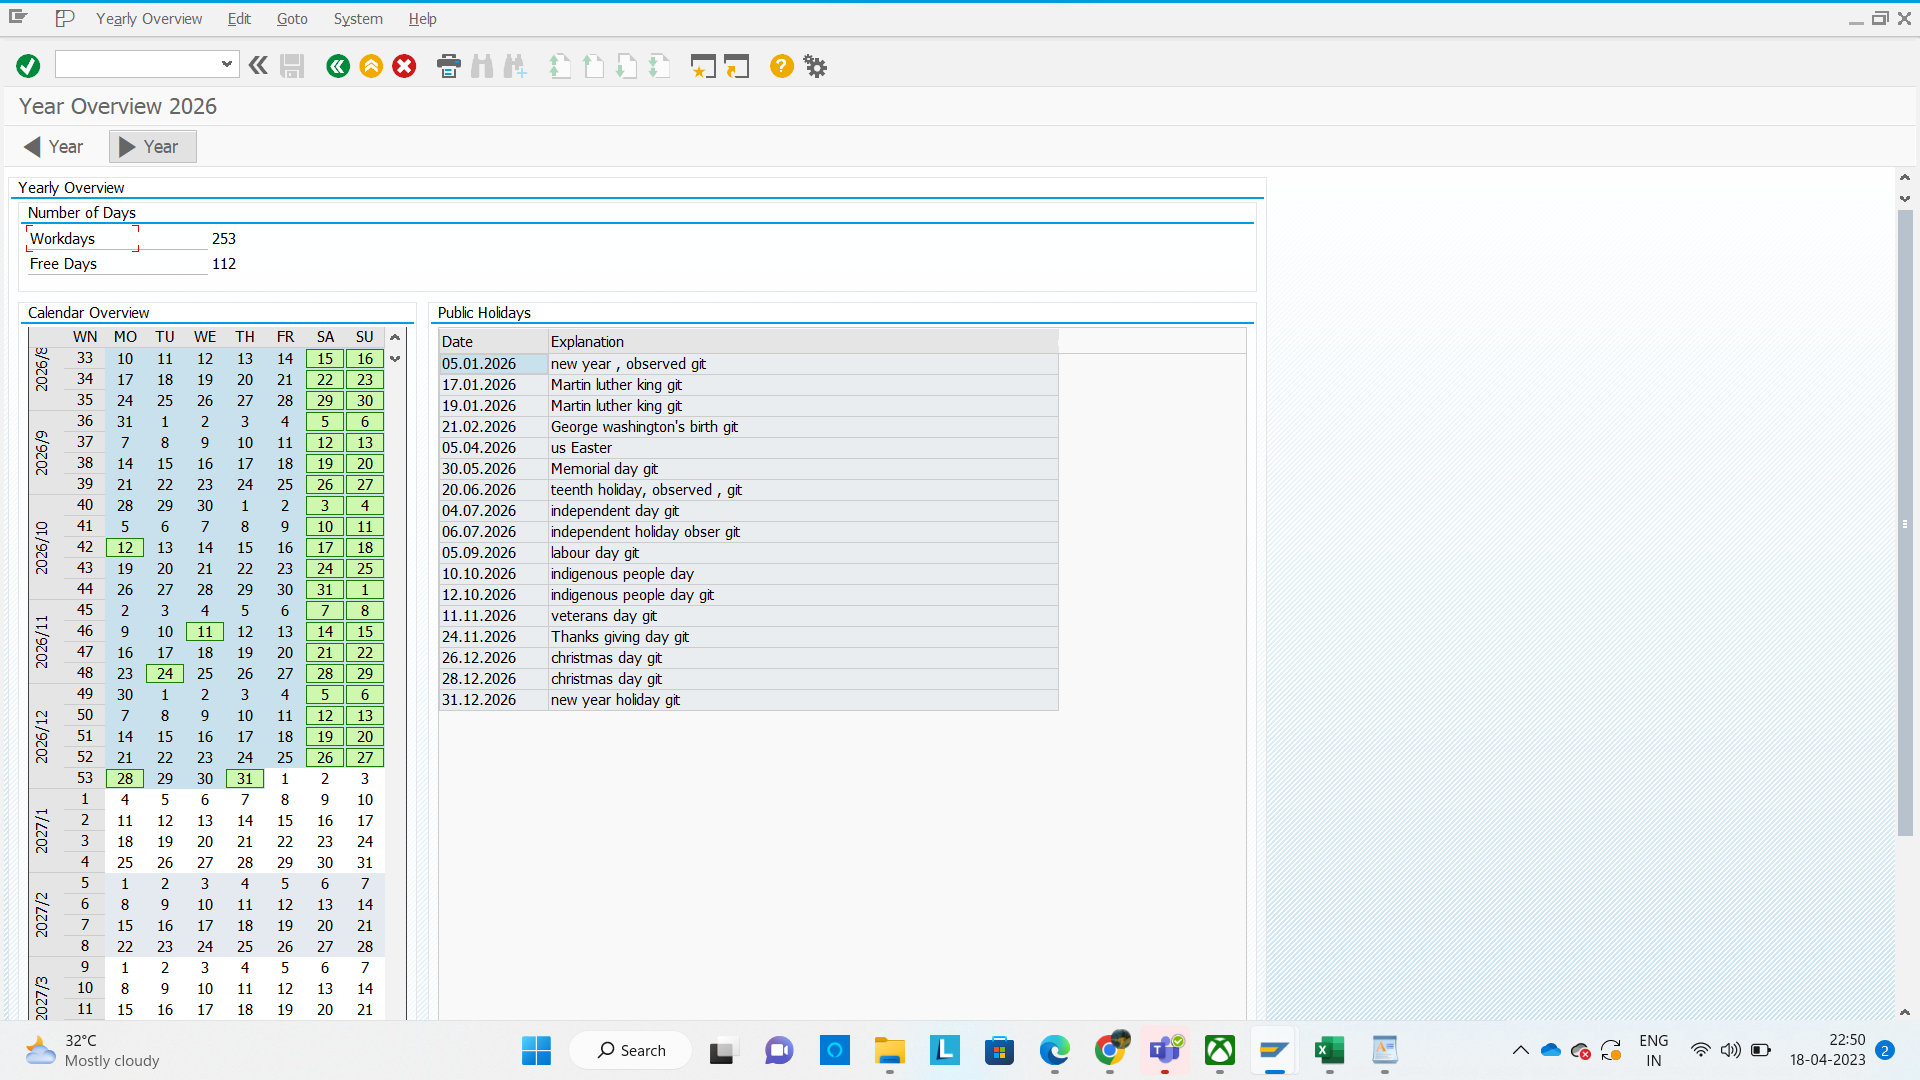 Yearly Overview Edit Goto System Help
Year Overview 2026
Year Year
Yearly Overview
Number of Days
Workdays 253
Free Days 112
Calendar Overview
WN MO TU WE TH FR SA SU
2026/8
33 10 11 12 13 14 15 16
34 17 18 19 20 21 22 23
35 24 25 26 27 28 29 30
2026/9
36 31 1 2 3 4 5 6
37 7 8 9 10 11 12 13
38 14 15 16 17 18 19 20
39 21 22 23 24 25 26 27
2026/10
40 28 29 30 1 2 3 4
41 5 6 7 8 9 10 11
42 12 13 14 15 16 17 18
43 19 20 21 22 23 24 25
44 26 27 28 29 30 31 1
2026/11
45 2 3 4 5 6 7 8
46 9 10 11 12 13 14 15
47 16 17 18 19 20 21 22
48 23 24 25 26 27 28 29
2026/12
49 30 1 2 3 4 5 6
50 7 8 9 10 11 12 13
51 14 15 16 17 18 19 20
52 21 22 23 24 25 26 27
53 28 29 30 31 1 2 3
2027/1
1 4 5 6 7 8 9 10
2 11 12 13 14 15 16 17
3 18 19 20 21 22 23 24
4 25 26 27 28 29 30 31
2027/2
5 1 2 3 4 5 6 7
6 8 9 10 11 12 13 14
7 15 16 17 18 19 20 21
8 22 23 24 25 26 27 28
2027/3
9 1 2 3 4 5 6 7
10 8 9 10 11 12 13 14
11 15 16 17 18 19 20 21
Public Holidays
Date Explanation
05.01.2026 new year , observed git
17.01.2026 Martin luther king git
19.01.2026 Martin luther king git
21.02.2026 George washington's birth git
05.04.2026 us Easter
30.05.2026 Memorial day git
20.06.2026 teenth holiday, observed , git
04.07.2026 independent day git
06.07.2026 independent holiday obser git
05.09.2026 labour day git
10.10.2026 indigenous people day
12.10.2026 indigenous people day git
11.11.2026 veterans day git
24.11.2026 Thanks giving day git
26.12.2026 christmas day git
28.12.2026 christmas day git
31.12.2026 new year holiday git
32°C
Mostly cloudy
Search
ENG
IN
22:50
18-04-2023
2